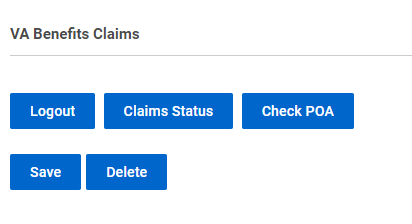 VA Benefits Claims
Logout Claims Status Check POA
Save Delete